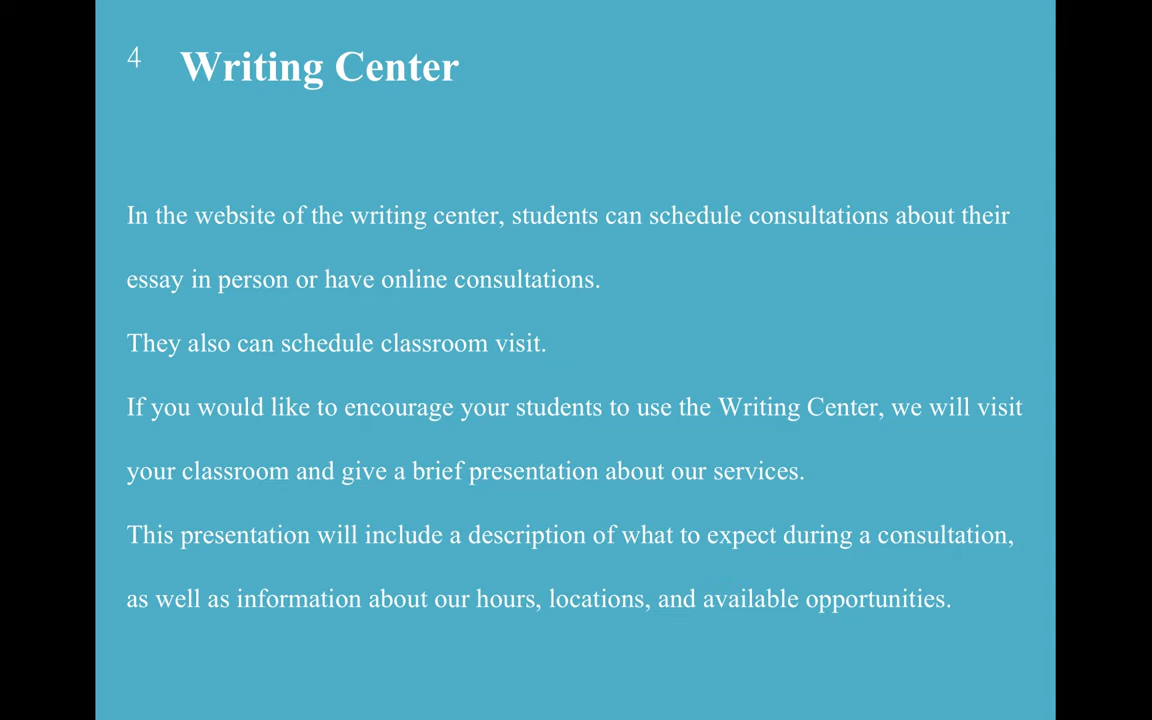 4 Writing Center
In the website of the writing center, students can schedule consultations about their
essay in person or have online consultations.
They also can schedule classroom visit.
If you would like to encourage your students to use the Writing Center, we will visit
your classroom and give a brief presentation about our services.
This presentation will include a description of what to expect during a consultation,
as well as information about our hours, locations, and available opportunities.